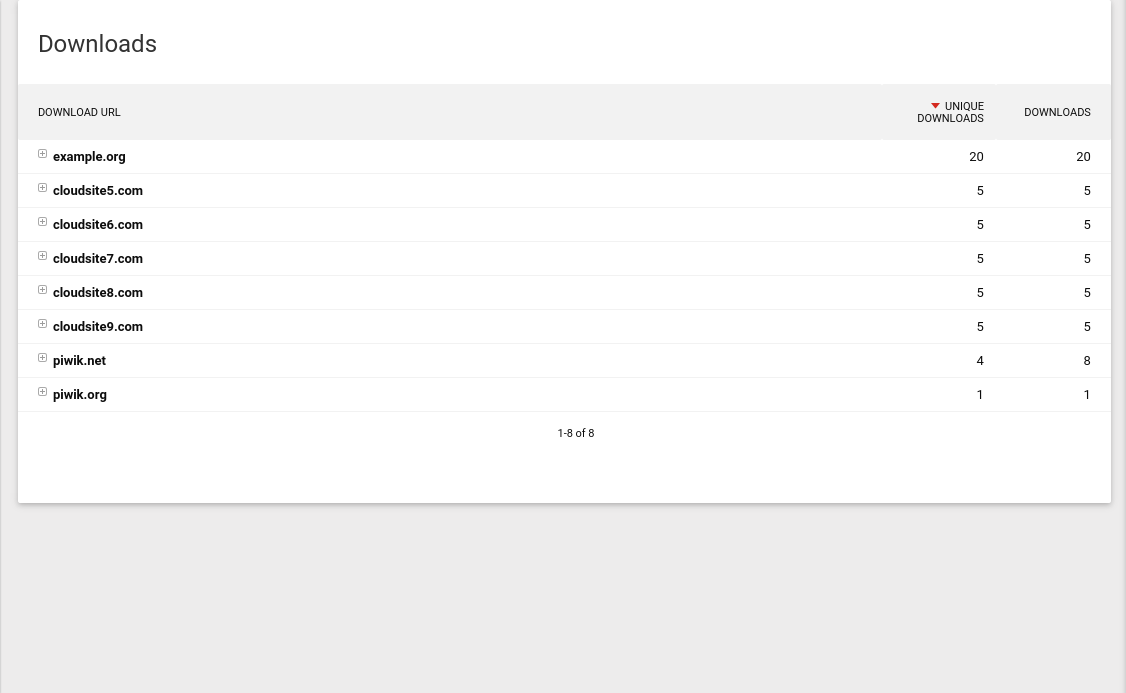 Downloads
DOWNLOAD URL UNIQUE DOWNLOADS DOWNLOADS
example.org 20 20
cloudsite5.com 5 5
cloudsite6.com 5 5
cloudsite7.com 5 5
cloudsite8.com 5 5
cloudsite9.com 5 5
piwik.net 4 8
piwik.org 1 1
1-8 of 8